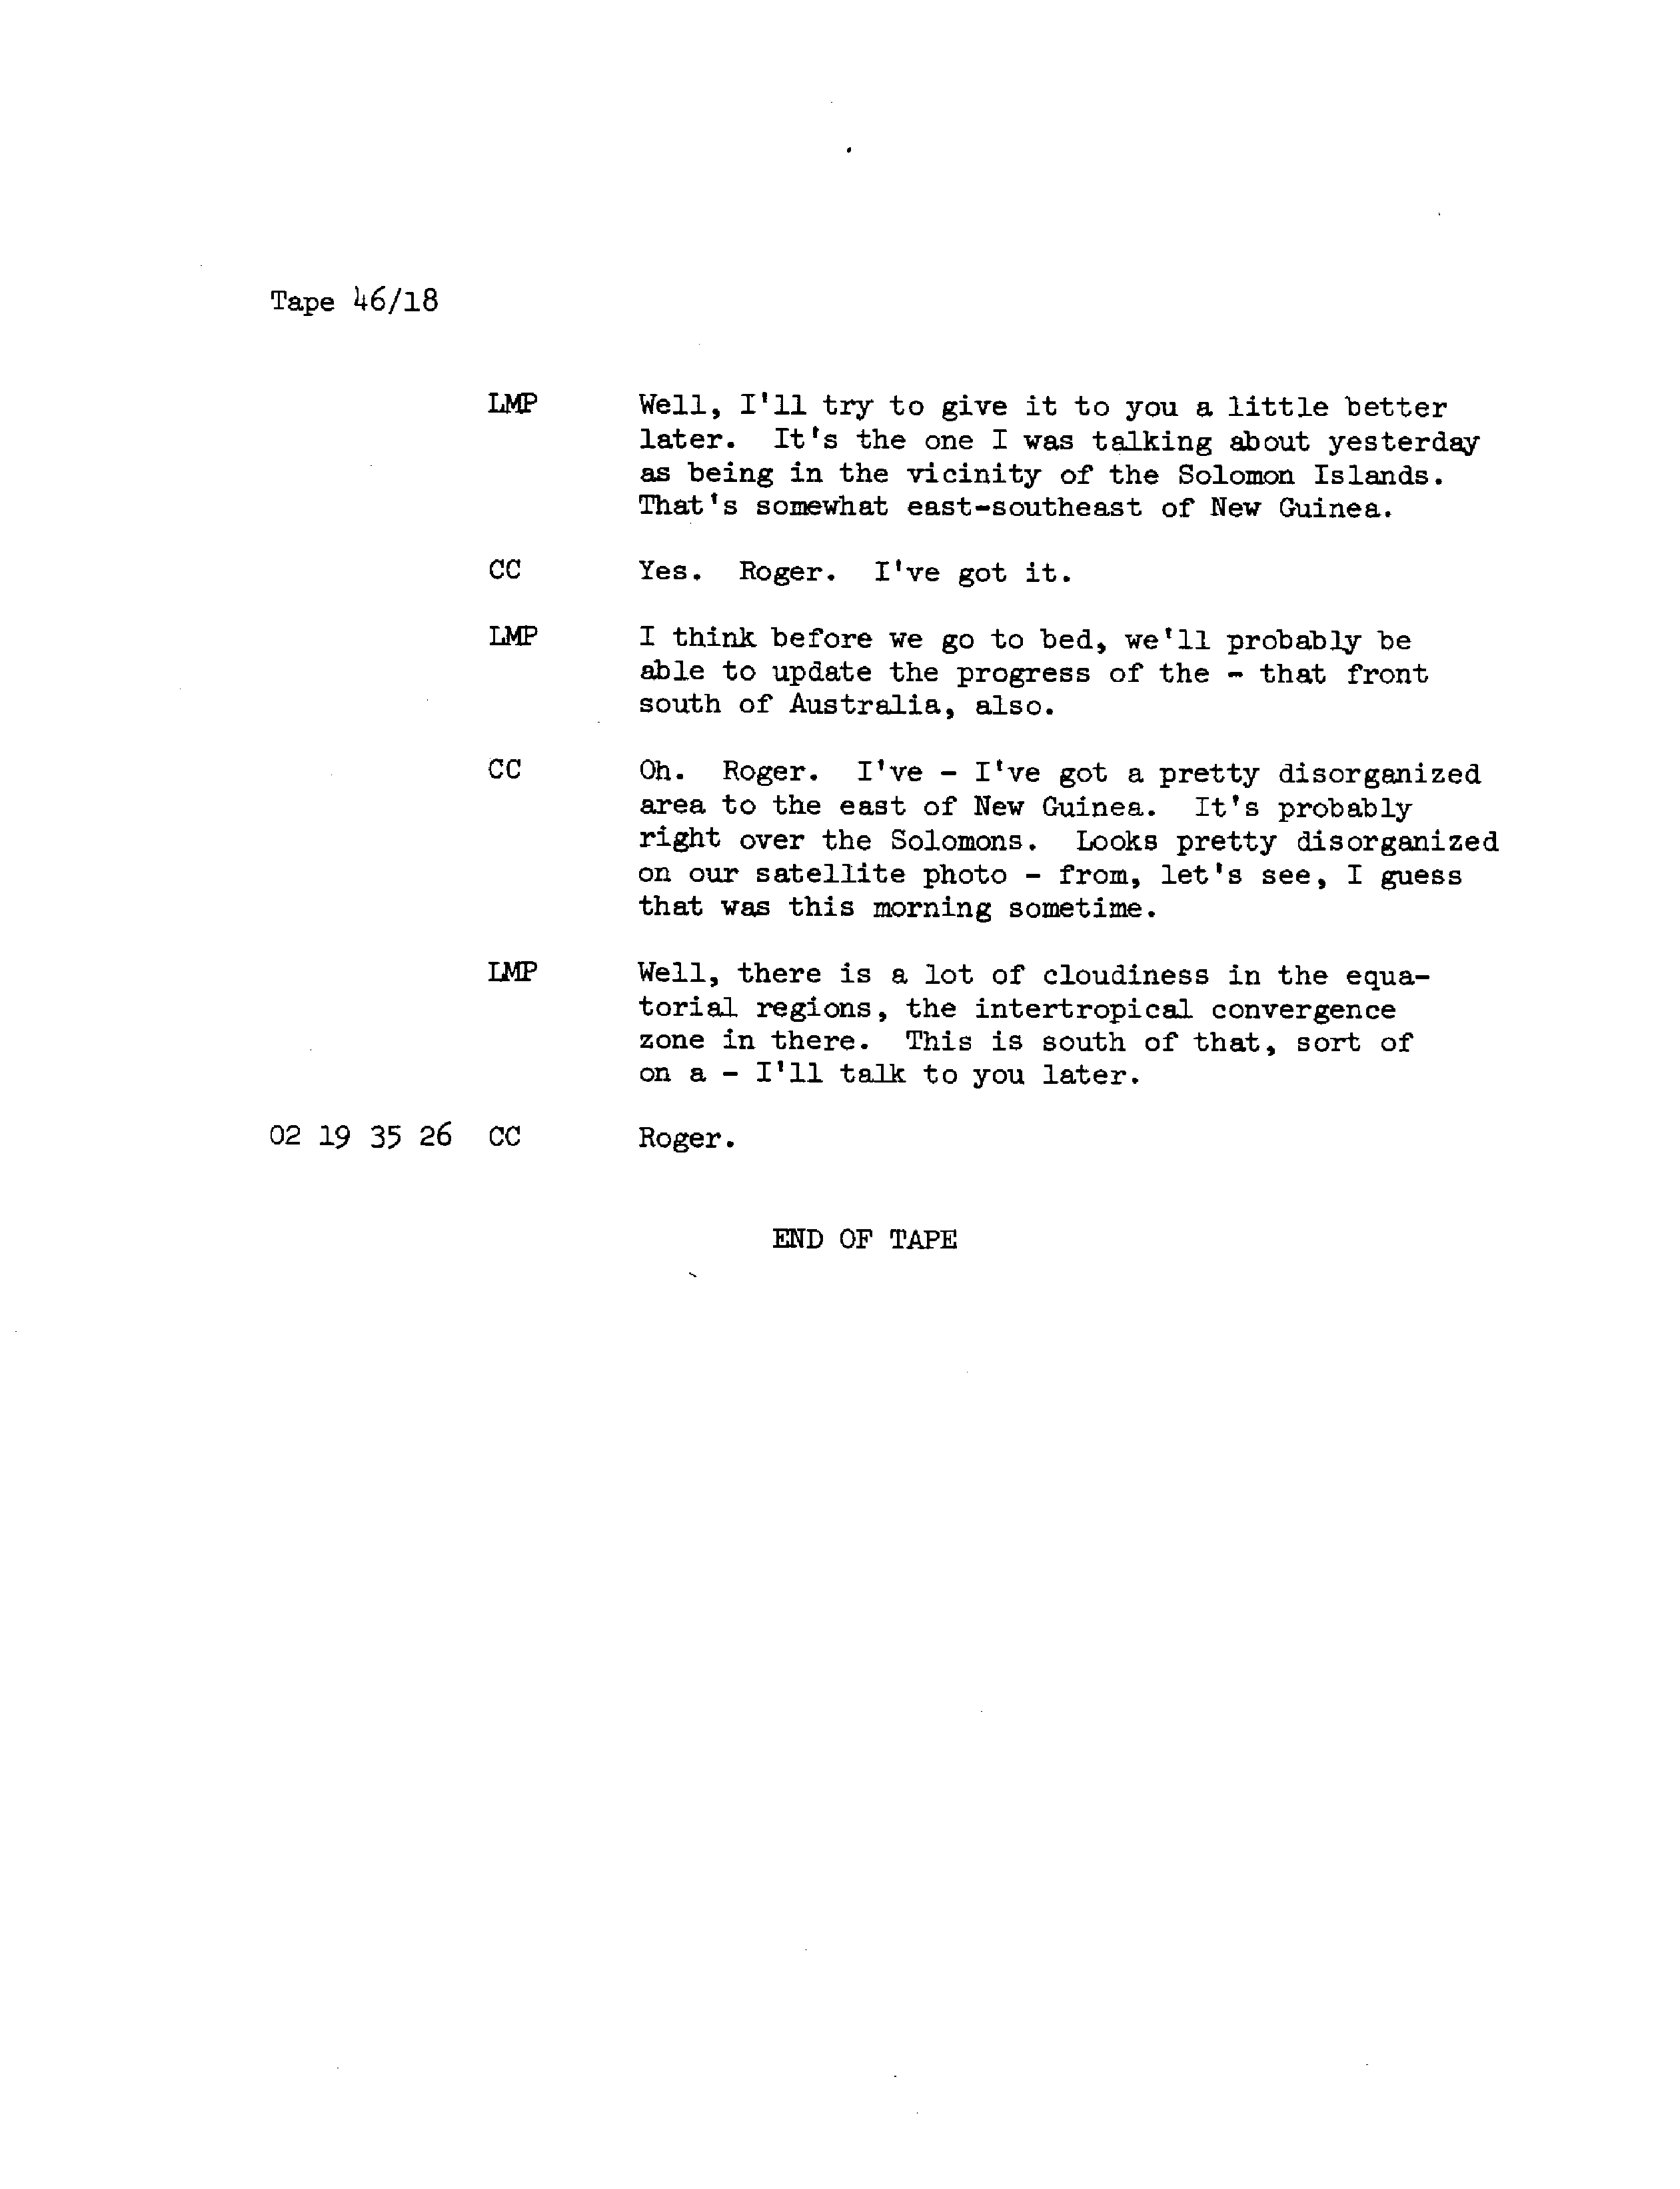 Tape 46/18
LMP Well, I'll try to give it to you a little better
later. It's the one I was talking about yesterday
as being in the vicinity of the Solomon Islands.
That's somewhat east-southeast of New Guinea.
CC Yes. Roger. I've got it.
LMP I think before we go to bed, we'll probably be
able to update the progress of the - that front
south of Australia, also.
CC Oh. Roger. I've - I've got a pretty disorganized
area to the east of New Guinea. It's probably
right over the Solomons. Looks pretty disorganized
on our satellite photo - from, let's see, I guess
that was this morning sometime.
LMP Well, there is a lot of cloudiness in the equa-
torial regions, the intertropical convergence
zone in there. This is south of that, sort of
on a - I'll talk to you later.
02 19 35 26 CC Roger.
END OF TAPE